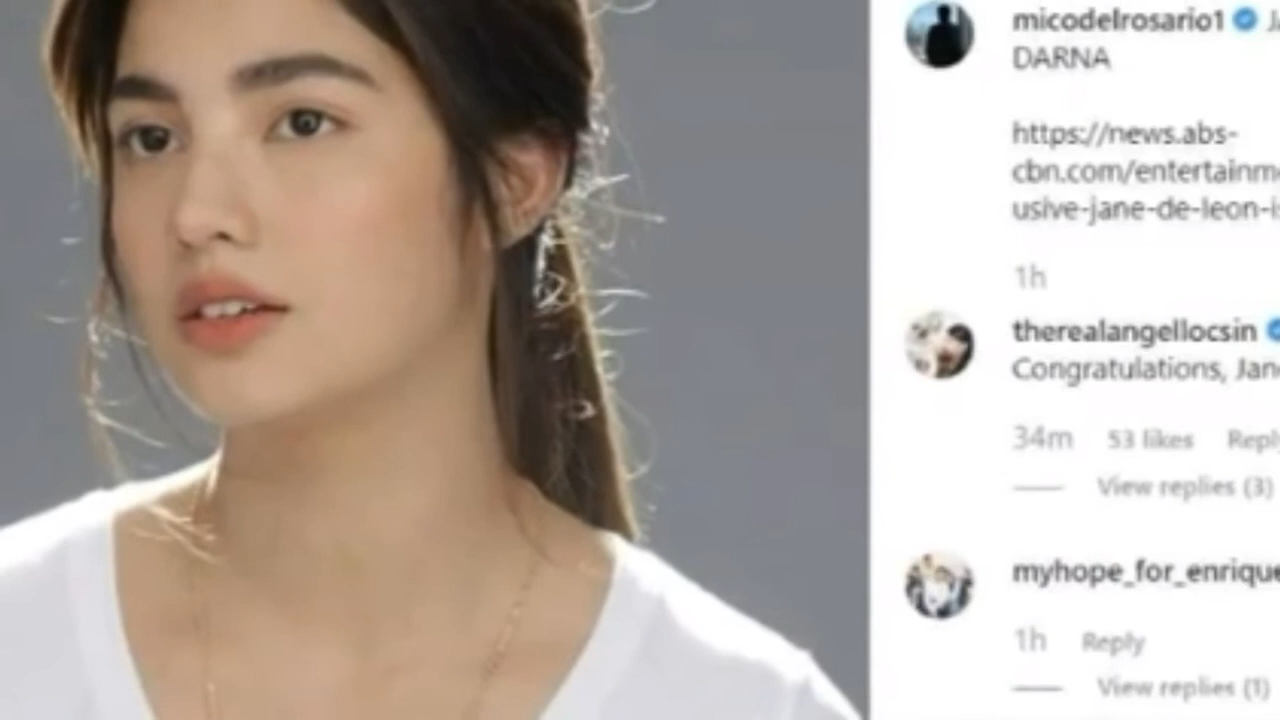 micodelrosario1
DARNA
https://news.abs-
cbn.com/entertainm
usive-jane-de-leon-i
1h
therealangellocsin
Congratulations, Jan
34m 53 likes Reply
View replies (3)
myhope_for_enrique
1h Reply
View replies (1)